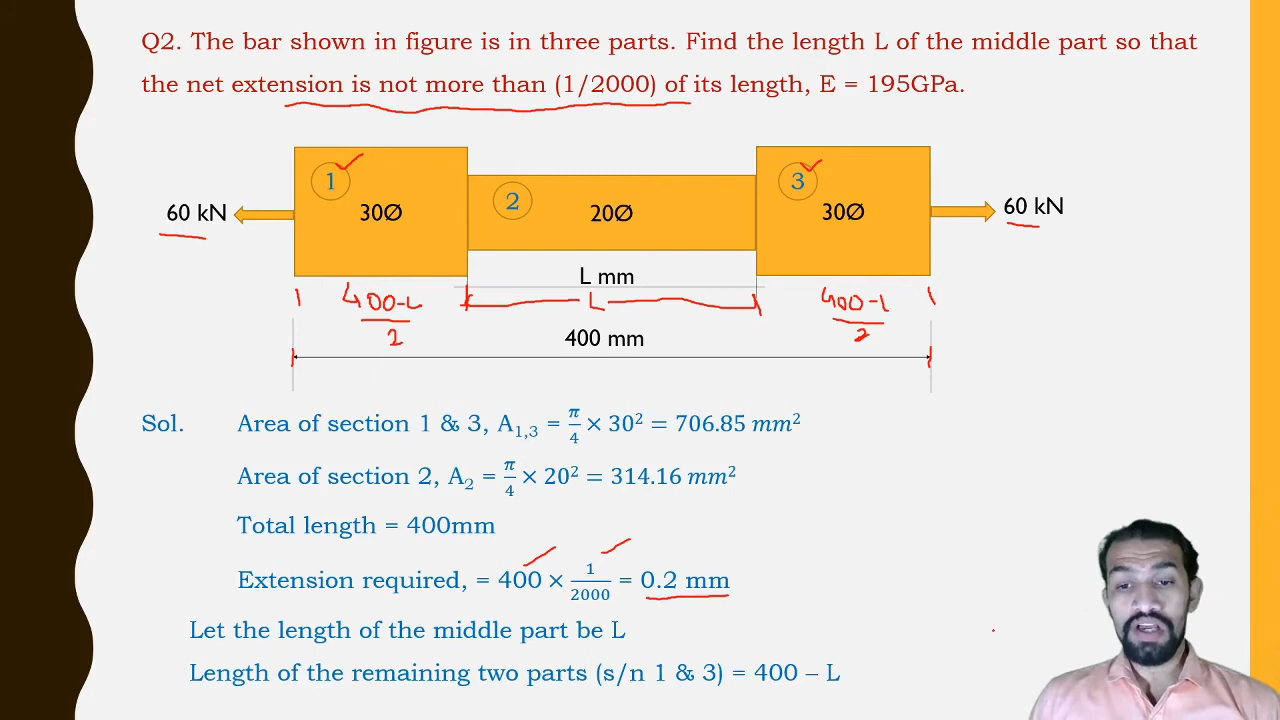 Q2. The bar shown in figure is in three parts. Find the length L of the middle part so that
the net extension is not more than (1/2000) of its length, E = 195GPa.
1
2
3
60 kN
30Ø
20Ø
30Ø
60 kN
L mm
400-L
2
L
400-L
2
400 mm
Sol. Area of section 1 & 3, A₁,₃ = π/4 × 30² = 706.85 mm²
Area of section 2, A₂ = π/4 × 20² = 314.16 mm²
Total length = 400mm
Extension required, = 400 × 1/2000 = 0.2 mm
Let the length of the middle part be L
Length of the remaining two parts (s/n 1 & 3) = 400 – L